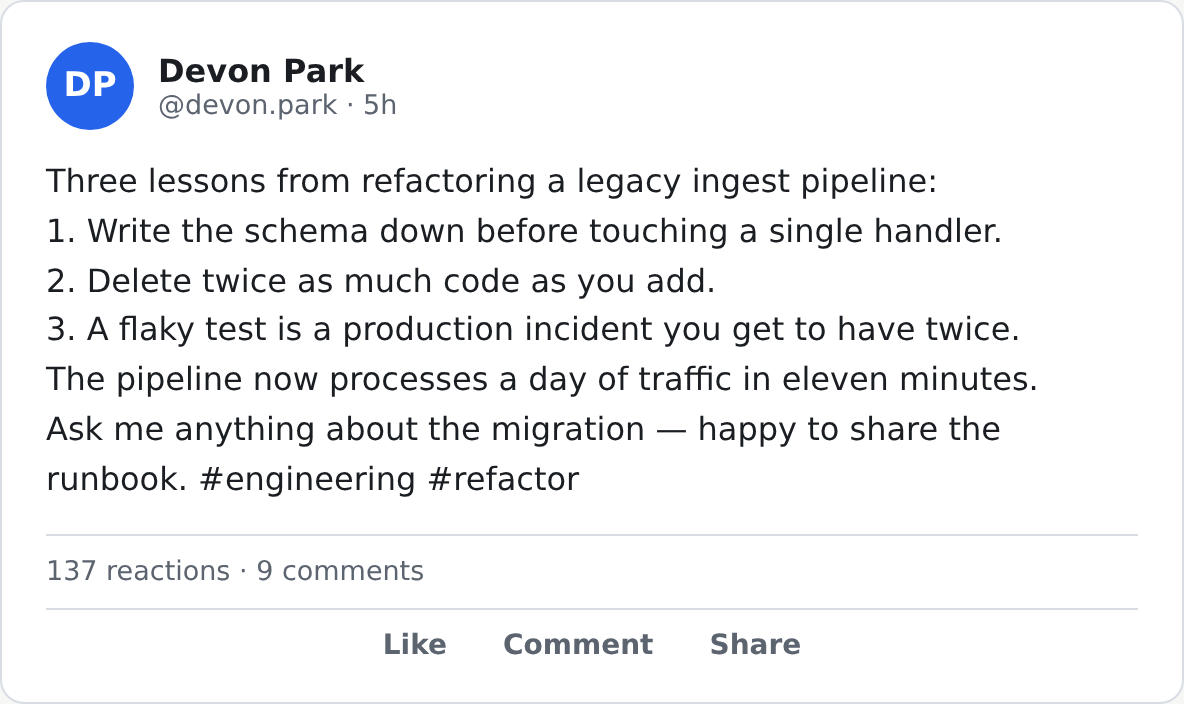 DP
Devon Park
@devon.park · 5h
Three lessons from refactoring a legacy ingest pipeline:
1. Write the schema down before touching a single handler.
2. Delete twice as much code as you add.
3. A flaky test is a production incident you get to have twice.
The pipeline now processes a day of traffic in eleven minutes.
Ask me anything about the migration — happy to share the
runbook. #engineering #refactor
137 reactions · 9 comments
Like Comment Share